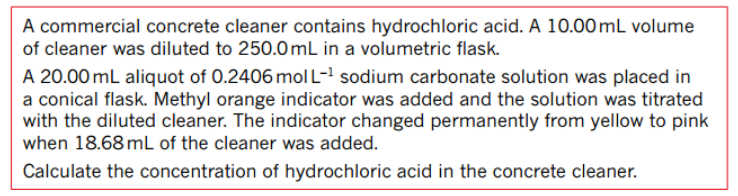 A commercial concrete cleaner contains hydrochloric acid. A 10.00 mL volume
of cleaner was diluted to 250.0 mL in a volumetric flask.
A 20.00 mL aliquot of 0.2406 mol L⁻¹ sodium carbonate solution was placed in
a conical flask. Methyl orange indicator was added and the solution was titrated
with the diluted cleaner. The indicator changed permanently from yellow to pink
when 18.68 mL of the cleaner was added.
Calculate the concentration of hydrochloric acid in the concrete cleaner.